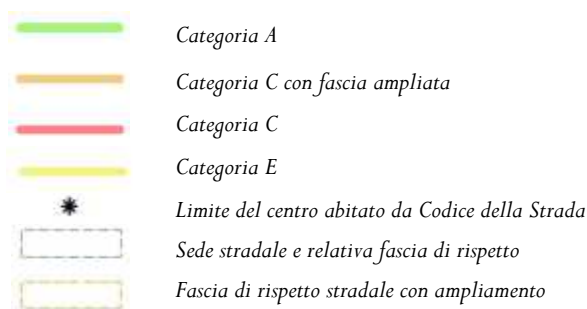 Categoria A
Categoria C con fascia ampliata
Categoria C
Categoria E
Limite del centro abitato da Codice della Strada
Sede stradale e relativa fascia di rispetto
Fascia di rispetto stradale con ampliamento